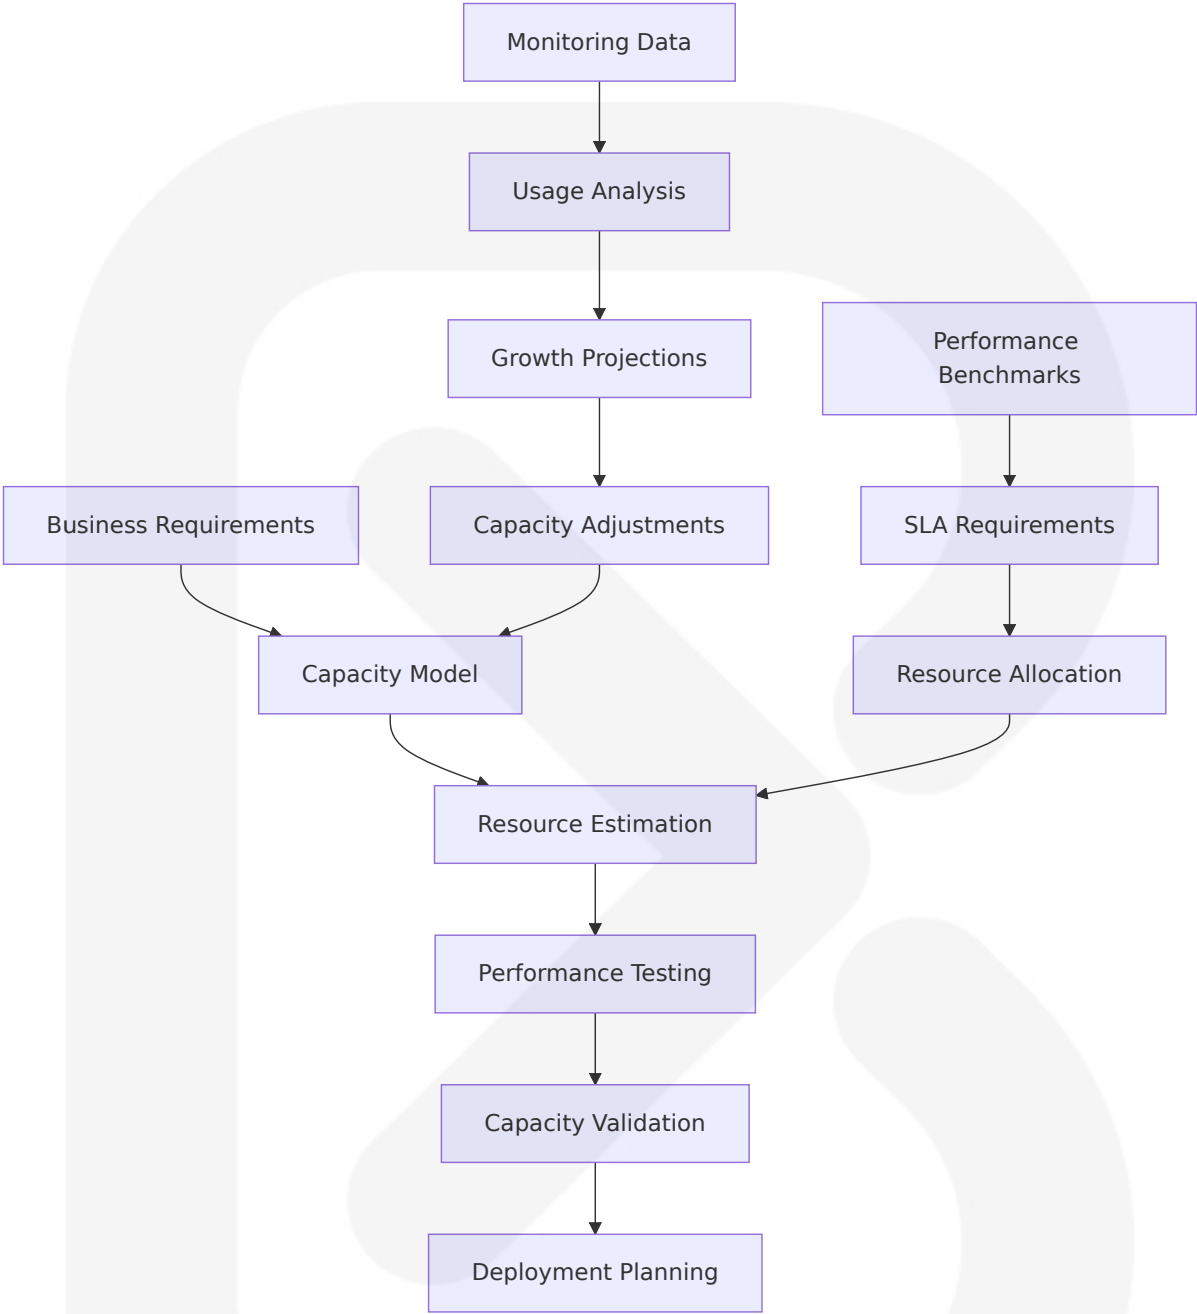 Monitoring Data
Usage Analysis
Growth Projections
Performance
Benchmarks
Business Requirements
Capacity Adjustments
SLA Requirements
Capacity Model
Resource Allocation
Resource Estimation
Performance Testing
Capacity Validation
Deployment Planning